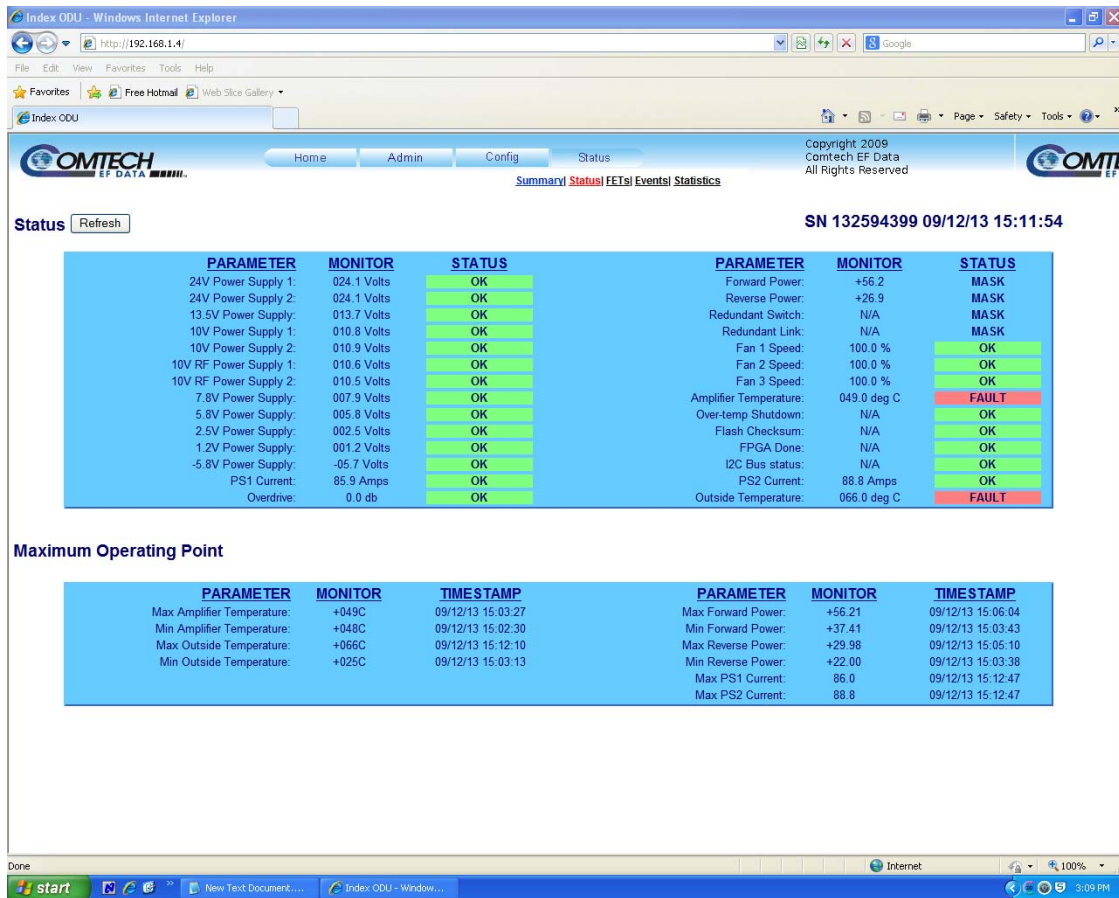 Index ODU - Windows Internet Explorer
http://192.168.1.4/
Google
File Edit View Favorites Tools Help
Favorites Free Hotmail Web Slice Gallery
Index ODU
Page Safety Tools
COMTECH
EF DATA
Home Admin Config Status
Summary| Status| FETs| Events| Statistics
Copyright 2009
Comtech EF Data
All Rights Reserved
COMT
EF
Status Refresh
SN 132594399 09/12/13 15:11:54
PARAMETER MONITOR STATUS
24V Power Supply 1: 024.1 Volts OK
24V Power Supply 2: 024.1 Volts OK
13.5V Power Supply: 013.7 Volts OK
10V Power Supply 1: 010.8 Volts OK
10V Power Supply 2: 010.9 Volts OK
10V RF Power Supply 1: 010.6 Volts OK
10V RF Power Supply 2: 010.5 Volts OK
7.8V Power Supply: 007.9 Volts OK
5.8V Power Supply: 005.8 Volts OK
2.5V Power Supply: 002.5 Volts OK
1.2V Power Supply: 001.2 Volts OK
-5.8V Power Supply: -05.7 Volts OK
PS1 Current: 85.9 Amps OK
Overdrive: 0.0 db OK
PARAMETER MONITOR STATUS
Forward Power: +56.2 MASK
Reverse Power: +26.9 MASK
Redundant Switch: N/A MASK
Redundant Link: N/A MASK
Fan 1 Speed: 100.0 % OK
Fan 2 Speed: 100.0 % OK
Fan 3 Speed: 100.0 % OK
Amplifier Temperature: 049.0 deg C FAULT
Over-temp Shutdown: N/A OK
Flash Checksum: N/A OK
FPGA Done: N/A OK
I2C Bus status: N/A OK
PS2 Current: 88.8 Amps OK
Outside Temperature: 066.0 deg C FAULT
Maximum Operating Point
PARAMETER MONITOR TIMESTAMP
Max Amplifier Temperature: +049C 09/12/13 15:03:27
Min Amplifier Temperature: +048C 09/12/13 15:02:30
Max Outside Temperature: +066C 09/12/13 15:12:10
Min Outside Temperature: +025C 09/12/13 15:03:13
PARAMETER MONITOR TIMESTAMP
Max Forward Power: +56.21 09/12/13 15:06:04
Min Forward Power: +37.41 09/12/13 15:03:43
Max Reverse Power: +29.98 09/12/13 15:05:10
Min Reverse Power: +22.00 09/12/13 15:03:38
Max PS1 Current: 86.0 09/12/13 15:12:47
Max PS2 Current: 88.8 09/12/13 15:12:47
Done
Internet
100%
start
New Text Document....
Index ODU - Window...
3:09 PM